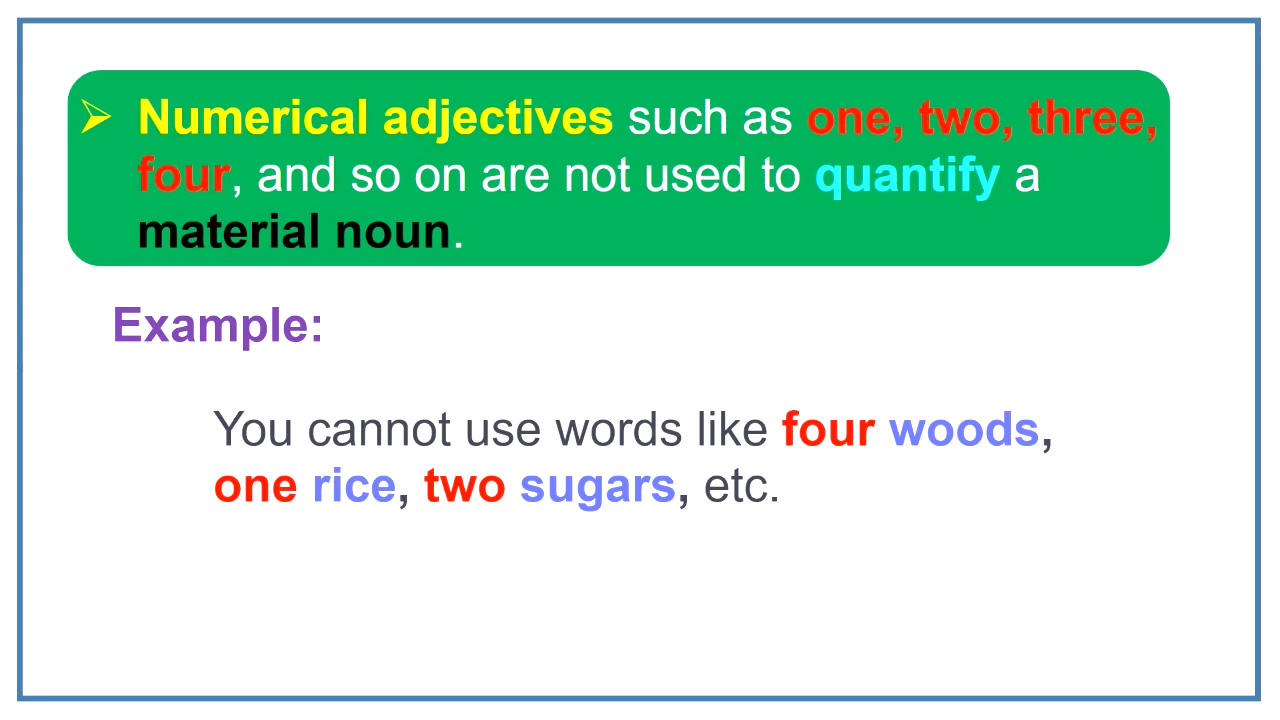 ➢ Numerical adjectives such as one, two, three,
four, and so on are not used to quantify a
material noun.
Example:
You cannot use words like four woods,
one rice, two sugars, etc.